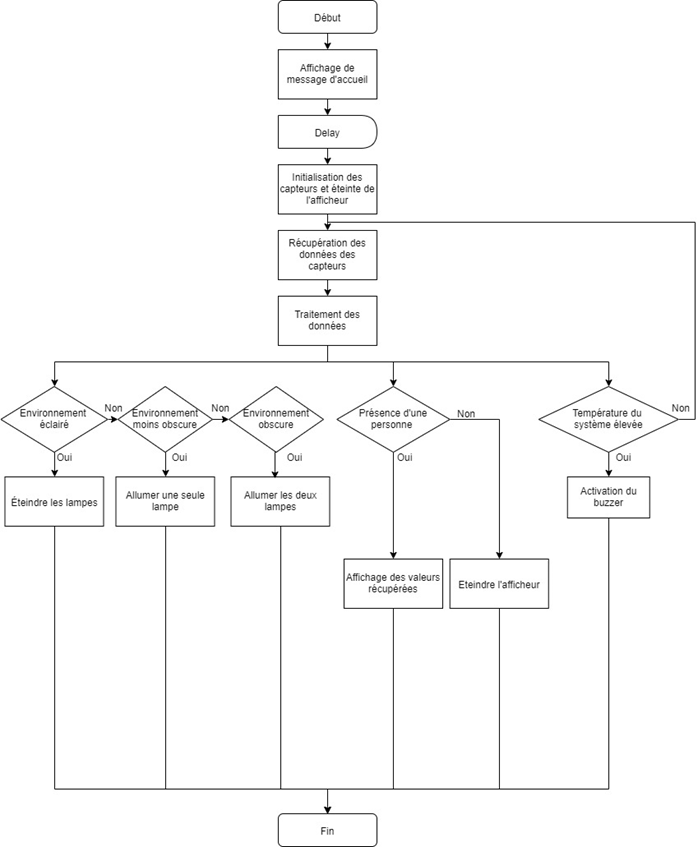 Début
Affichage de
message d'accueil
Delay
Initialisation des
capteurs et éteinte de
l'afficheur
Récupération des
données des
capteurs
Traitement des
données
Environnement
éclairé
Non
Environnement
moins obscure
Non
Environnement
obscure
Présence d'une
personne
Non
Température du
système élevée
Non
Oui
Oui
Oui
Oui
Oui
Éteindre les lampes
Allumer une seule
lampe
Allumer les deux
lampes
Activation du
buzzer
Affichage des valeurs
récupérées
Eteindre l'afficheur
Fin